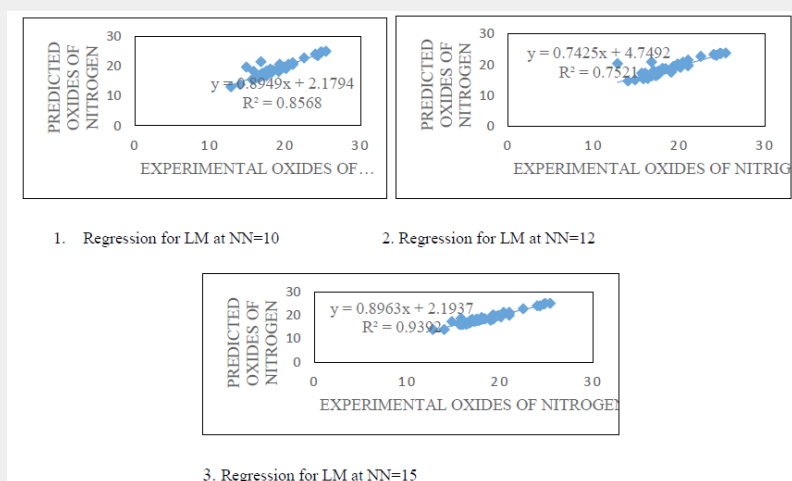 PREDICTED
OXIDES OF
NITROGEN
30
20
10
0
y = 0.8949x + 2.1794
R² = 0.8568
0 10 20 30
EXPERIMENTAL OXIDES OF…
PREDICTED
OXIDES OF
NITROGEN
30
20
10
0
y = 0.7425x + 4.7492
R² = 0.7521
0 10 20 30
EXPERIMENTAL OXIDES OF NITRIG
1. Regression for LM at NN=10
2. Regression for LM at NN=12
PREDICTED
OXIDES OF
NITROGEN
30
20
10
0
y = 0.8963x + 2.1937
R² = 0.9392
0 10 20 30
EXPERIMENTAL OXIDES OF NITROGEN
3. Regression for LM at NN=15